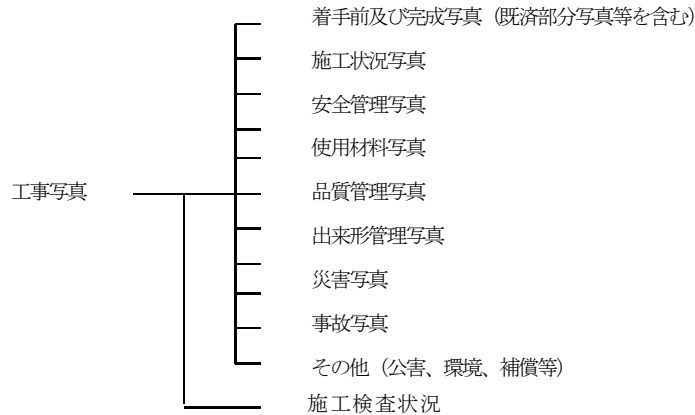 着手前及び完成写真（既済部分写真等を含む）
施工状況写真
安全管理写真
使用材料写真
工事写真
品質管理写真
出来形管理写真
災害写真
事故写真
その他（公害、環境、補償等）
施工検査状況